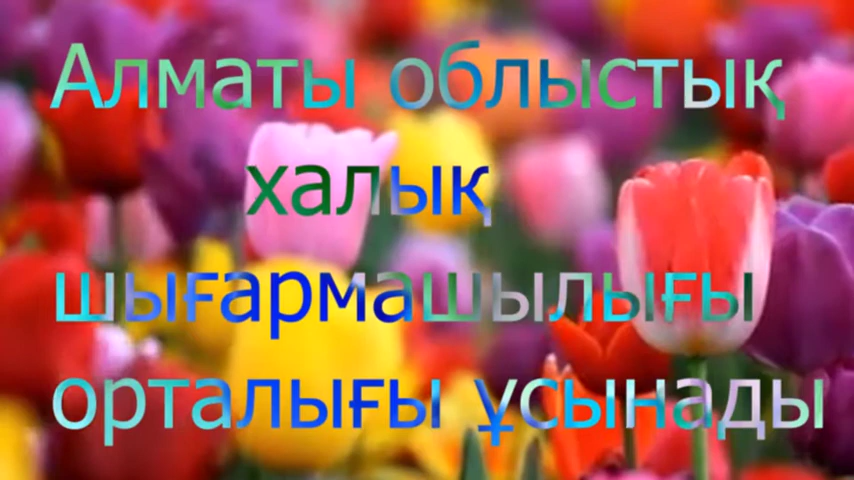 Алматы облыстық
халық
шығармашылығы
орталығы ұсынады